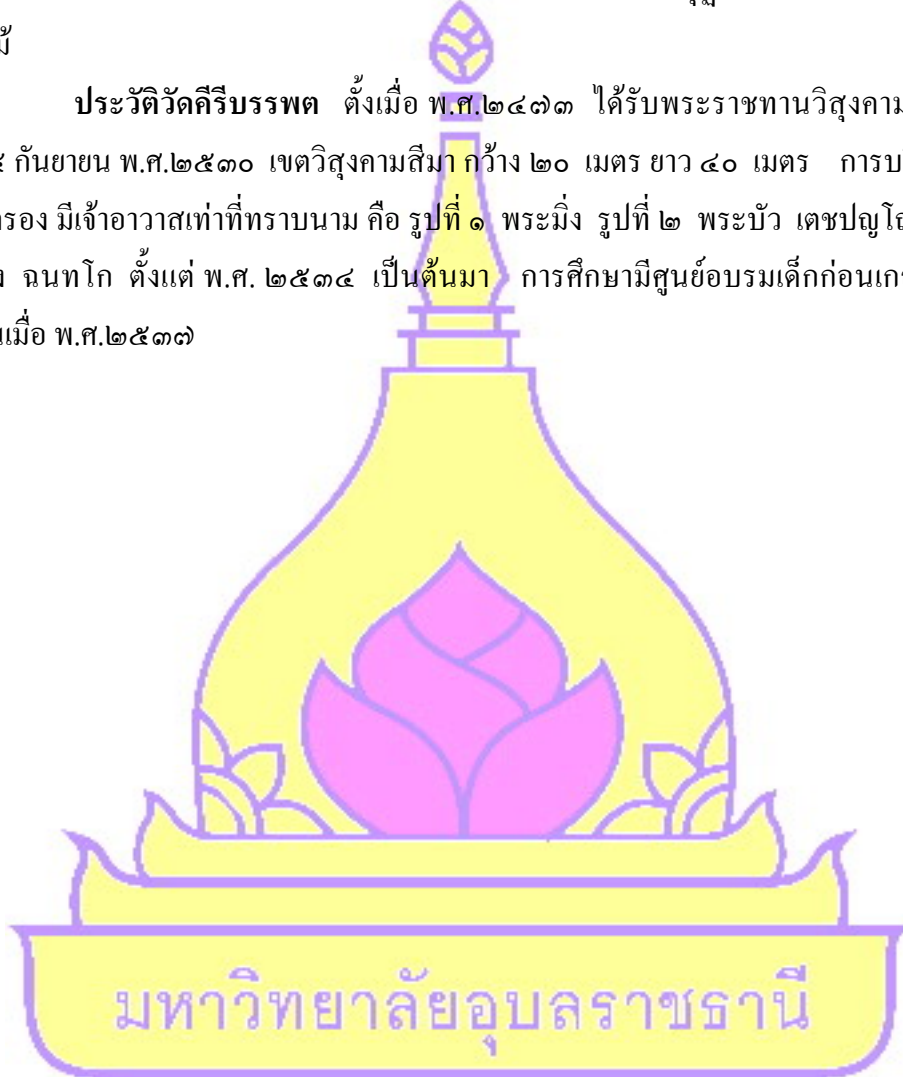 ประวัติวัดคีรีบรรพต ตั้งเมื่อ พ.ศ.๒๔๗๓ ได้รับพระราชทานวิสุงคาม
กันยายน พ.ศ.๒๕๓๐ เขตวิสุงคามสีมา กว้าง ๒๐ เมตร ยาว ๔๐ เมตร การบ
รอง มีเจ้าอาวาสเท่าที่ทราบนาม คือ รูปที่ ๑ พระมิ่ง รูปที่ ๒ พระบัว เตชปญโญ
ฉนทโก ตั้งแต่ พ.ศ. ๒๕๓๔ เป็นต้นมา การศึกษามีศูนย์อบรมเด็กก่อนเก
นเมื่อ พ.ศ.๒๕๓๗
มหาวิทยาลัยอุบลราชธานี